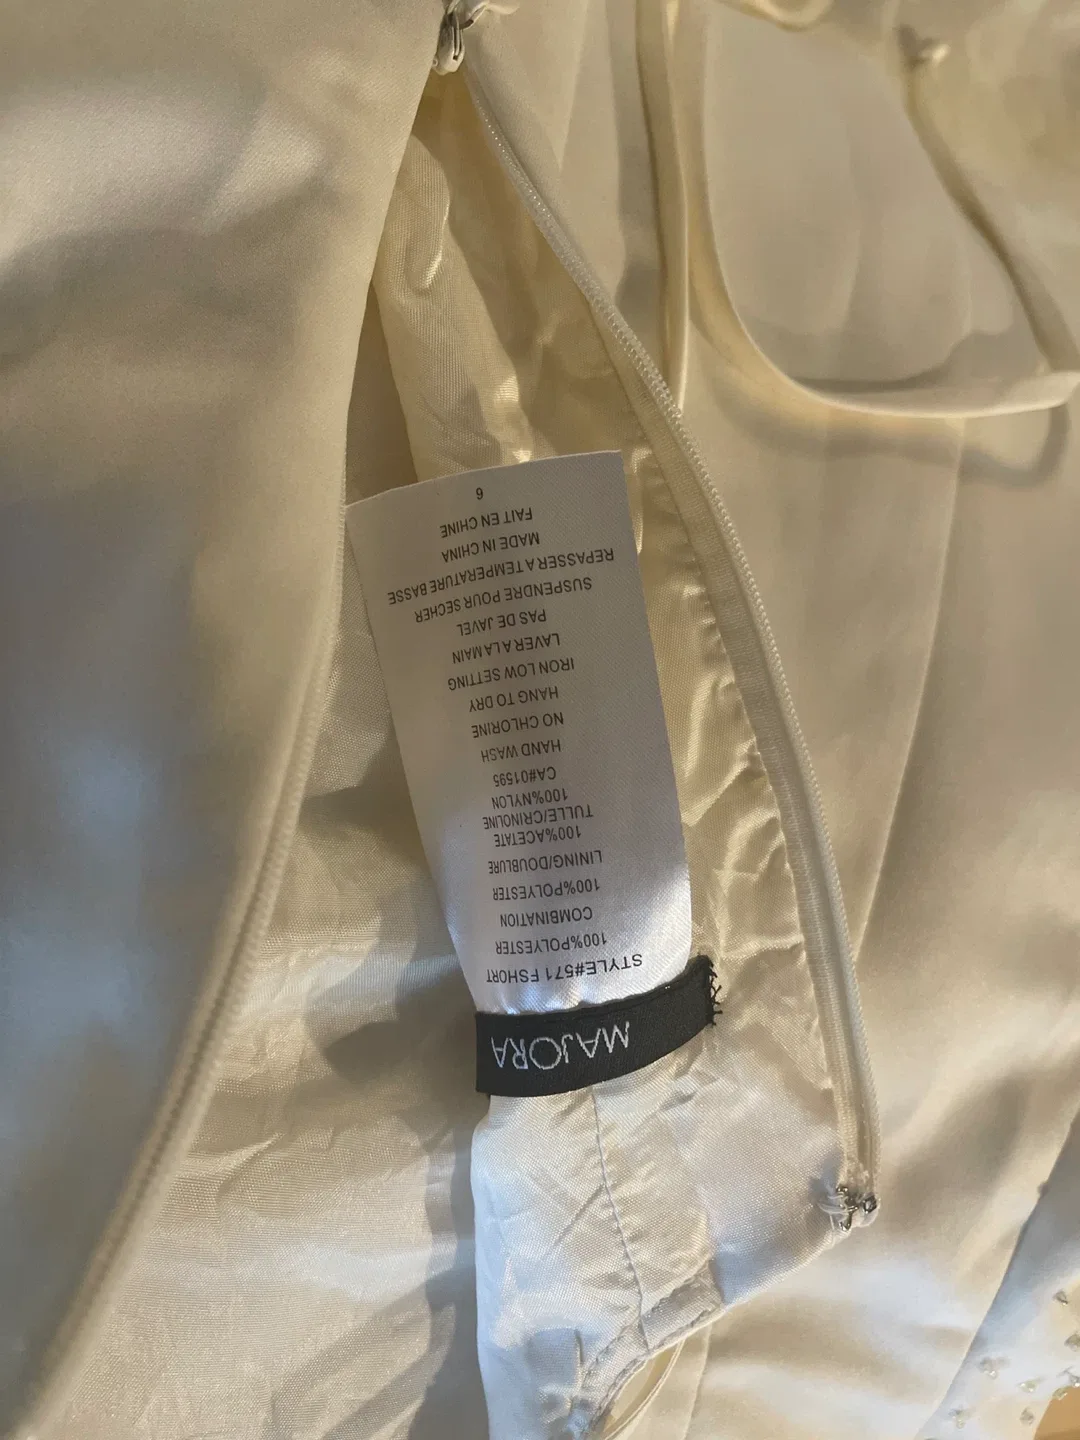 MAJORA
STYLE#571 FSHORT
100%POLYESTER
COMBINATION
100%POLYESTER
LINING/DOUBLURE
100%ACETATE
TULLE/CRINOLINE
100%NYLON
CA#01595
HAND WASH
NO CHLORINE
HANG TO DRY
IRON LOW SETTING
LAVER A LA MAIN
PAS DE JAVEL
SUSPENDRE POUR SECHER
REPASSER A TEMPERATURE BASSE
MADE IN CHINA
FAIT EN CHINE
6